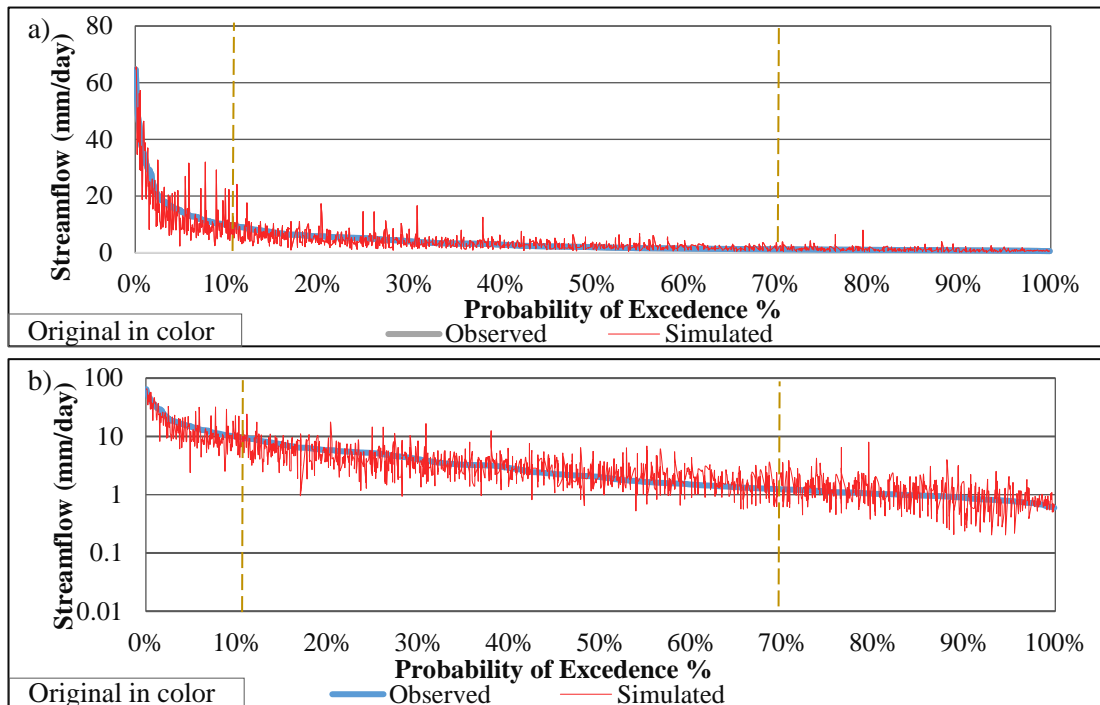 a)
Streamflow (mm/day)
80
60
40
20
0
0% 10% 20% 30% 40% 50% 60% 70% 80% 90% 100%
Probability of Excedence %
Original in color
Observed Simulated
b)
Streamflow (mm/day)
100
10
1
0.1
0.01
0% 10% 20% 30% 40% 50% 60% 70% 80% 90% 100%
Probability of Excedence %
Original in color
Observed Simulated